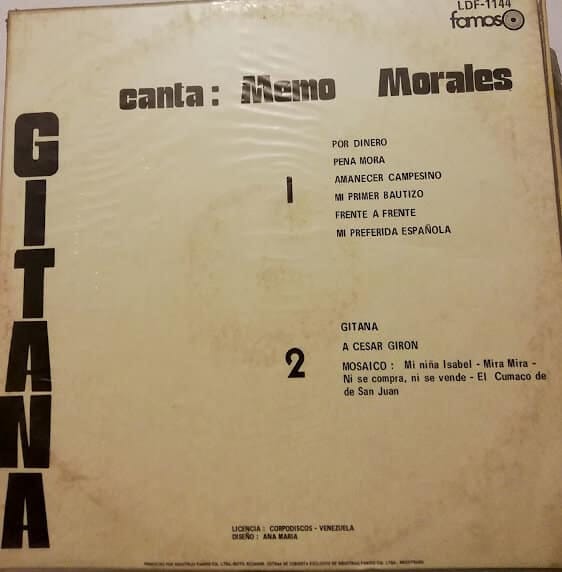 LDF-1144
famoso
canta: Memo Morales
GITANA
1
POR DINERO
PENA MORA
AMANECER CAMPESINO
MI PRIMER BAUTIZO
FRENTE A FRENTE
MI PREFERIDA ESPAÑOLA
2
GITANA
A CESAR GIRON
MOSAICO: Mi niña Isabel - Mira Mira -
Ni se compra, ni se vende - El Cumaco de
de San Juan
LICENCIA: CORPODISCOS - VENEZUELA
DISEÑO: ANA MARIA